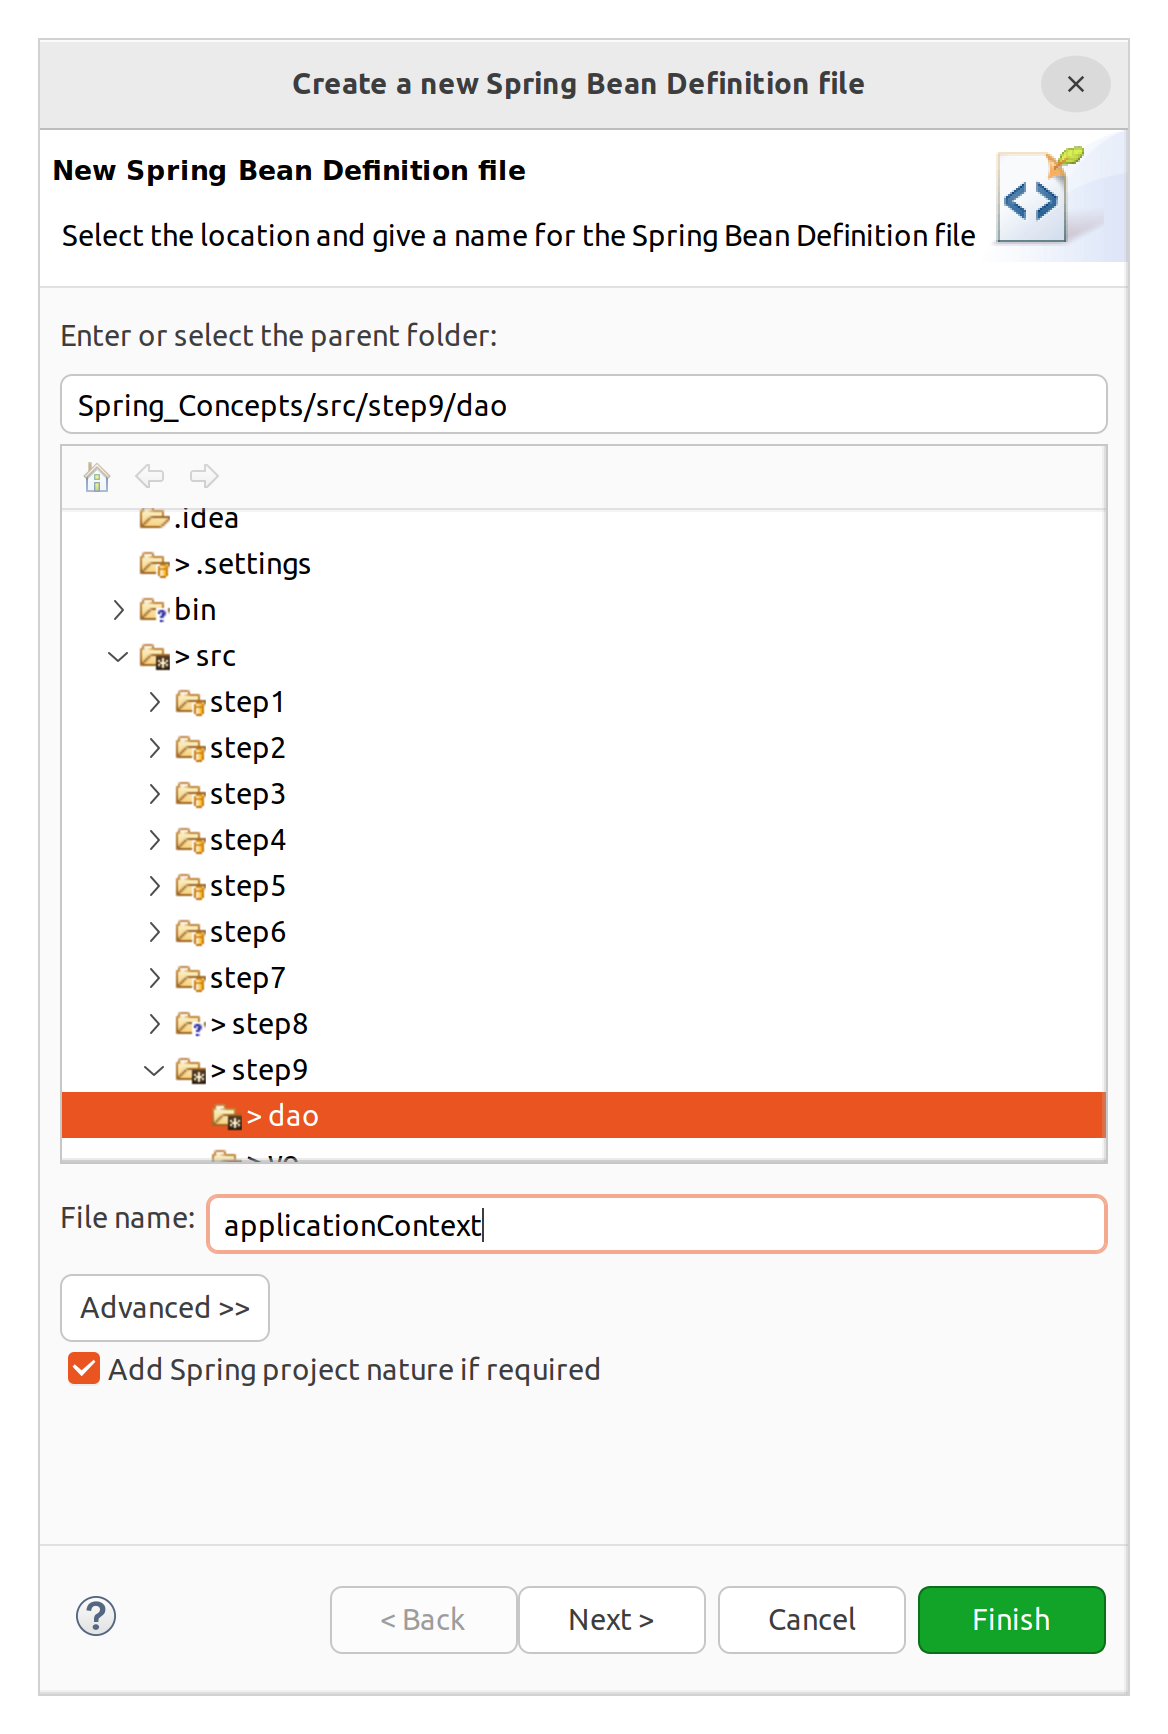 Create a new Spring Bean Definition file
New Spring Bean Definition file
Select the location and give a name for the Spring Bean Definition file
Enter or select the parent folder:
Spring_Concepts/src/step9/dao
.idea
> .settings
bin
> src
step1
step2
step3
step4
step5
step6
step7
> step8
> step9
> dao
File name: applicationContext
Advanced >>
Add Spring project nature if required
< Back Next > Cancel Finish